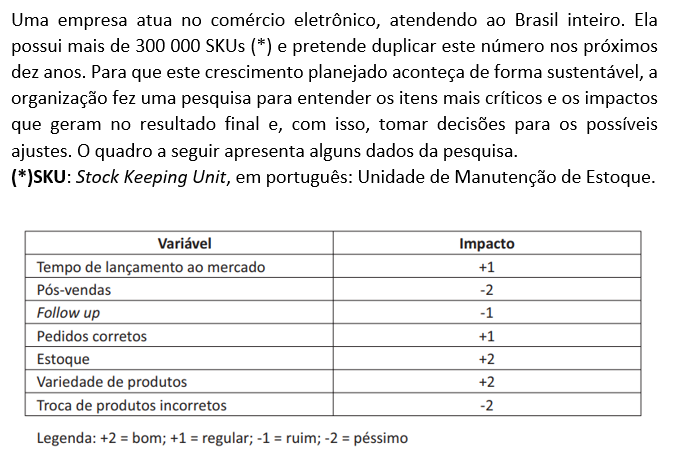 Uma empresa atua no comércio eletrônico, atendendo ao Brasil inteiro. Ela
possui mais de 300 000 SKUs (*) e pretende duplicar este número nos próximos
dez anos. Para que este crescimento planejado aconteça de forma sustentável, a
organização fez uma pesquisa para entender os itens mais críticos e os impactos
que geram no resultado final e, com isso, tomar decisões para os possíveis
ajustes. O quadro a seguir apresenta alguns dados da pesquisa.
(*)SKU: Stock Keeping Unit, em português: Unidade de Manutenção de Estoque.
Variável Impacto
Tempo de lançamento ao mercado +1
Pós-vendas -2
Follow up -1
Pedidos corretos +1
Estoque +2
Variedade de produtos +2
Troca de produtos incorretos -2
Legenda: +2 = bom; +1 = regular; -1 = ruim; -2 = péssimo